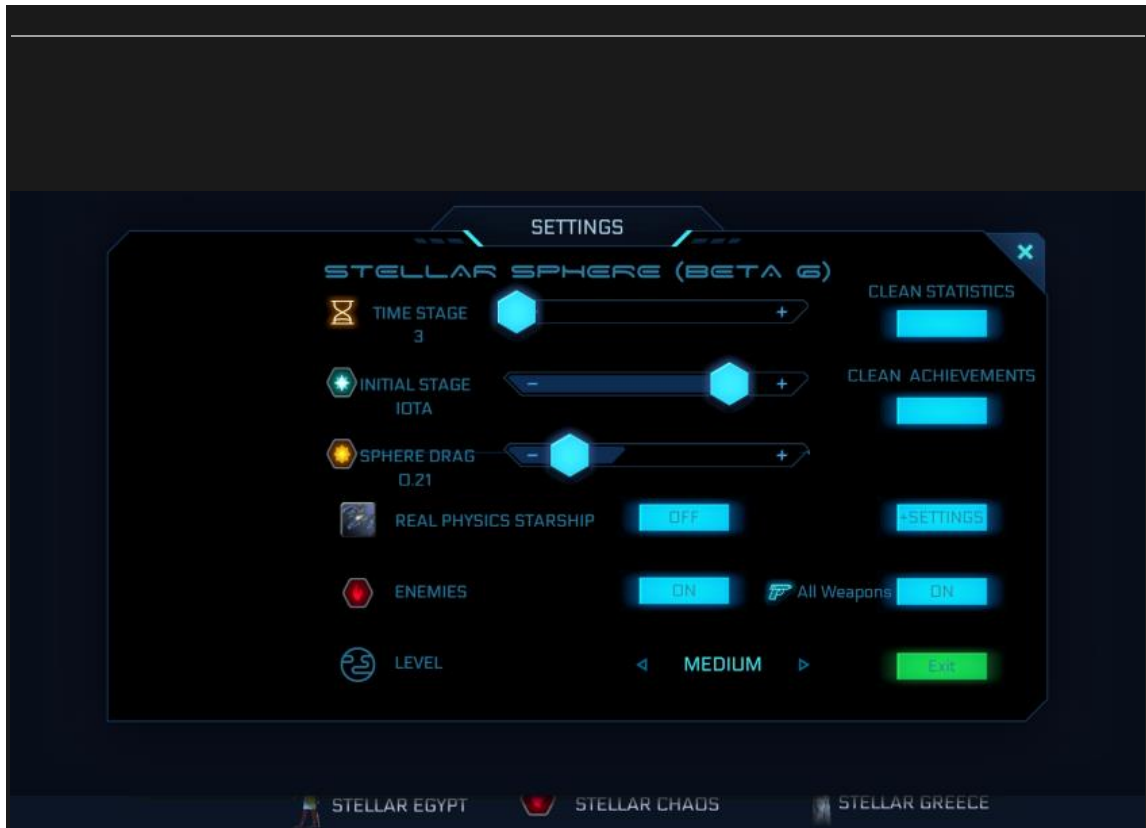 SETTINGS
STELLAR SPHERE (BETA 6)
CLEAN STATISTICS
TIME STAGE
3
+
INITIAL STAGE
IOTA
- +
CLEAN ACHIEVEMENTS
SPHERE DRAG
0.21
- +
REAL PHYSICS STARSHIP OFF +SETTINGS
ENEMIES ON All Weapons ON
LEVEL MEDIUM Exit
STELLAR EGYPT STELLAR CHAOS STELLAR GREECE